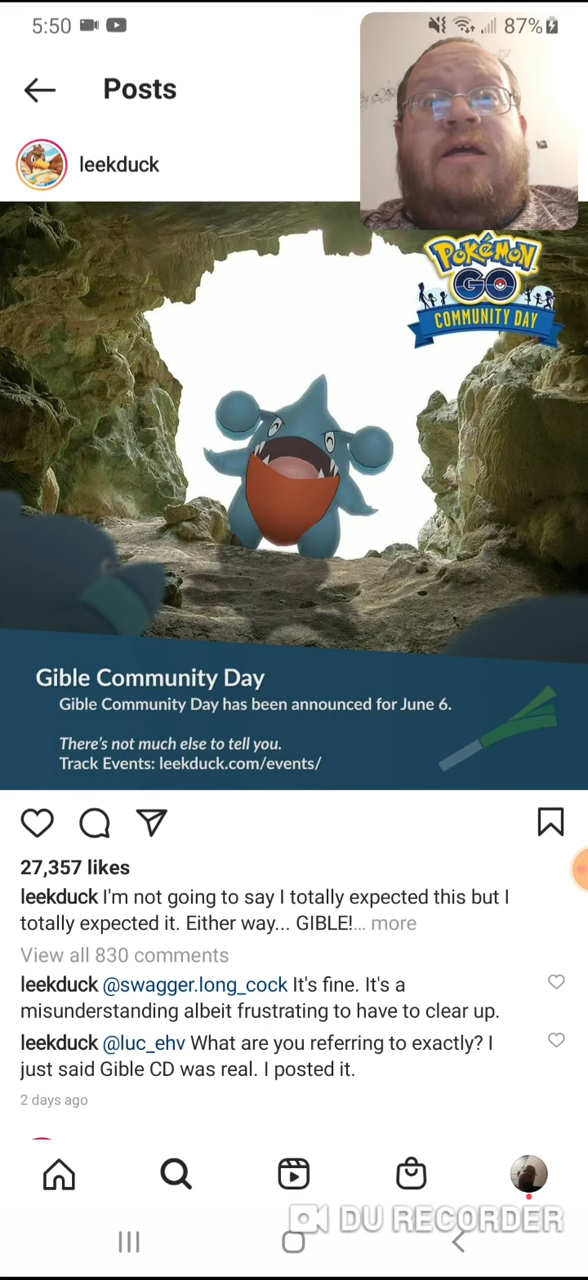 5:50
87%
Posts
leekduck
POKÉMON
GO
COMMUNITY DAY
Gible Community Day
Gible Community Day has been announced for June 6.
There's not much else to tell you.
Track Events: leekduck.com/events/
27,357 likes
leekduck I'm not going to say I totally expected this but I
totally expected it. Either way... GIBLE!... more
View all 830 comments
leekduck @swagger.long_cock It's fine. It's a
misunderstanding albeit frustrating to have to clear up.
leekduck @luc_ehv What are you referring to exactly? I
just said Gible CD was real. I posted it.
2 days ago
DU RECORDER